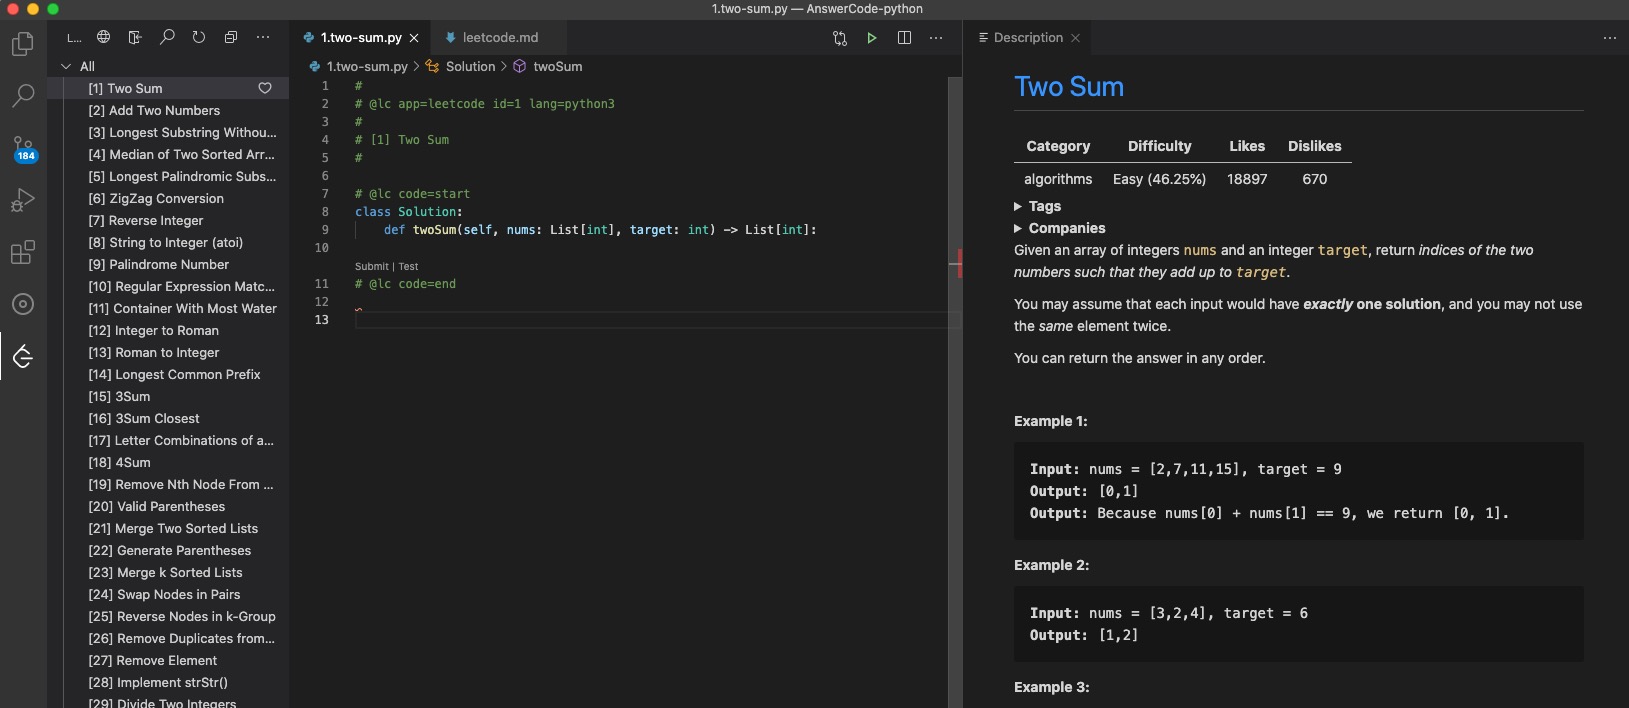 1.two-sum.py — AnswerCode-python
L...
1.two-sum.py
leetcode.md
Description
184
All
[1] Two Sum
[2] Add Two Numbers
[3] Longest Substring Withou...
[4] Median of Two Sorted Arr...
[5] Longest Palindromic Subs...
[6] ZigZag Conversion
[7] Reverse Integer
[8] String to Integer (atoi)
[9] Palindrome Number
[10] Regular Expression Matc...
[11] Container With Most Water
[12] Integer to Roman
[13] Roman to Integer
[14] Longest Common Prefix
[15] 3Sum
[16] 3Sum Closest
[17] Letter Combinations of a...
[18] 4Sum
[19] Remove Nth Node From ...
[20] Valid Parentheses
[21] Merge Two Sorted Lists
[22] Generate Parentheses
[23] Merge k Sorted Lists
[24] Swap Nodes in Pairs
[25] Reverse Nodes in k-Group
[26] Remove Duplicates from...
[27] Remove Element
[28] Implement strStr()
[29] Divide Two Integers
1.two-sum.py > Solution > twoSum
1 #
2 # @lc app=leetcode id=1 lang=python3
3 #
4 # [1] Two Sum
5 #
6
7 # @lc code=start
8 class Solution:
9 def twoSum(self, nums: List[int], target: int) -> List[int]:
10
Submit | Test
11 # @lc code=end
12
13
Two Sum
Category Difficulty Likes Dislikes
algorithms Easy (46.25%) 18897 670
Tags
Companies
Given an array of integers nums and an integer target, return indices of the two
numbers such that they add up to target.
You may assume that each input would have exactly one solution, and you may not use
the same element twice.
You can return the answer in any order.
Example 1:
Input: nums = [2,7,11,15], target = 9
Output: [0,1]
Output: Because nums[0] + nums[1] == 9, we return [0, 1].
Example 2:
Input: nums = [3,2,4], target = 6
Output: [1,2]
Example 3: